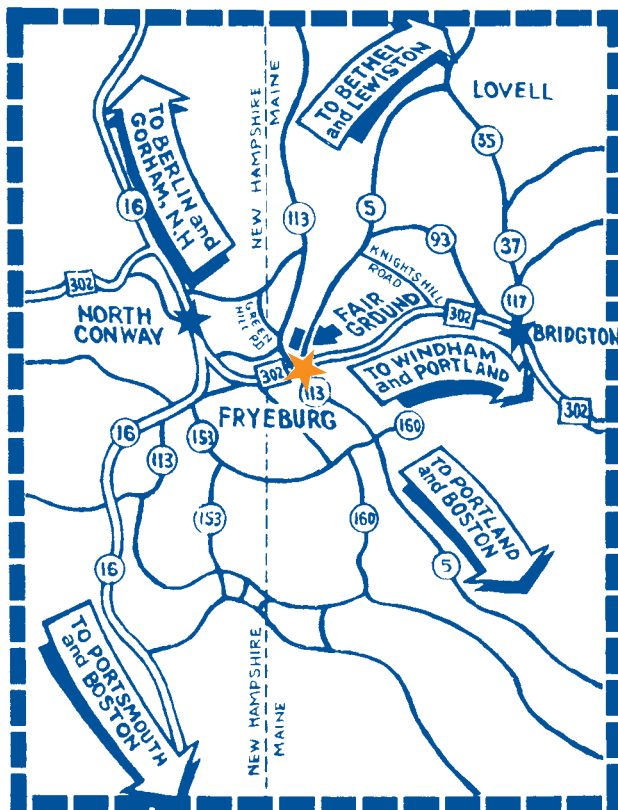 TO BETHEL
and LEWISTON
LOVELL
TO BERLIN and
GORHAM, N.H
NEW HAMPSHIRE
MAINE
35
16
113
5
93
37
KNIGHTS HILL
ROAD
302
117
302
NORTH
CONWAY
GREEN
HILL RD
FAIR
GROUND
BRIDGTON
302
TO WINDHAM
and PORTLAND
113
302
FRYEBURG
16
113
153
160
TO PORTLAND
and BOSTON
153
160
16
5
TO PORTSMOUTH
and BOSTON
NEW HAMPSHIRE
MAINE